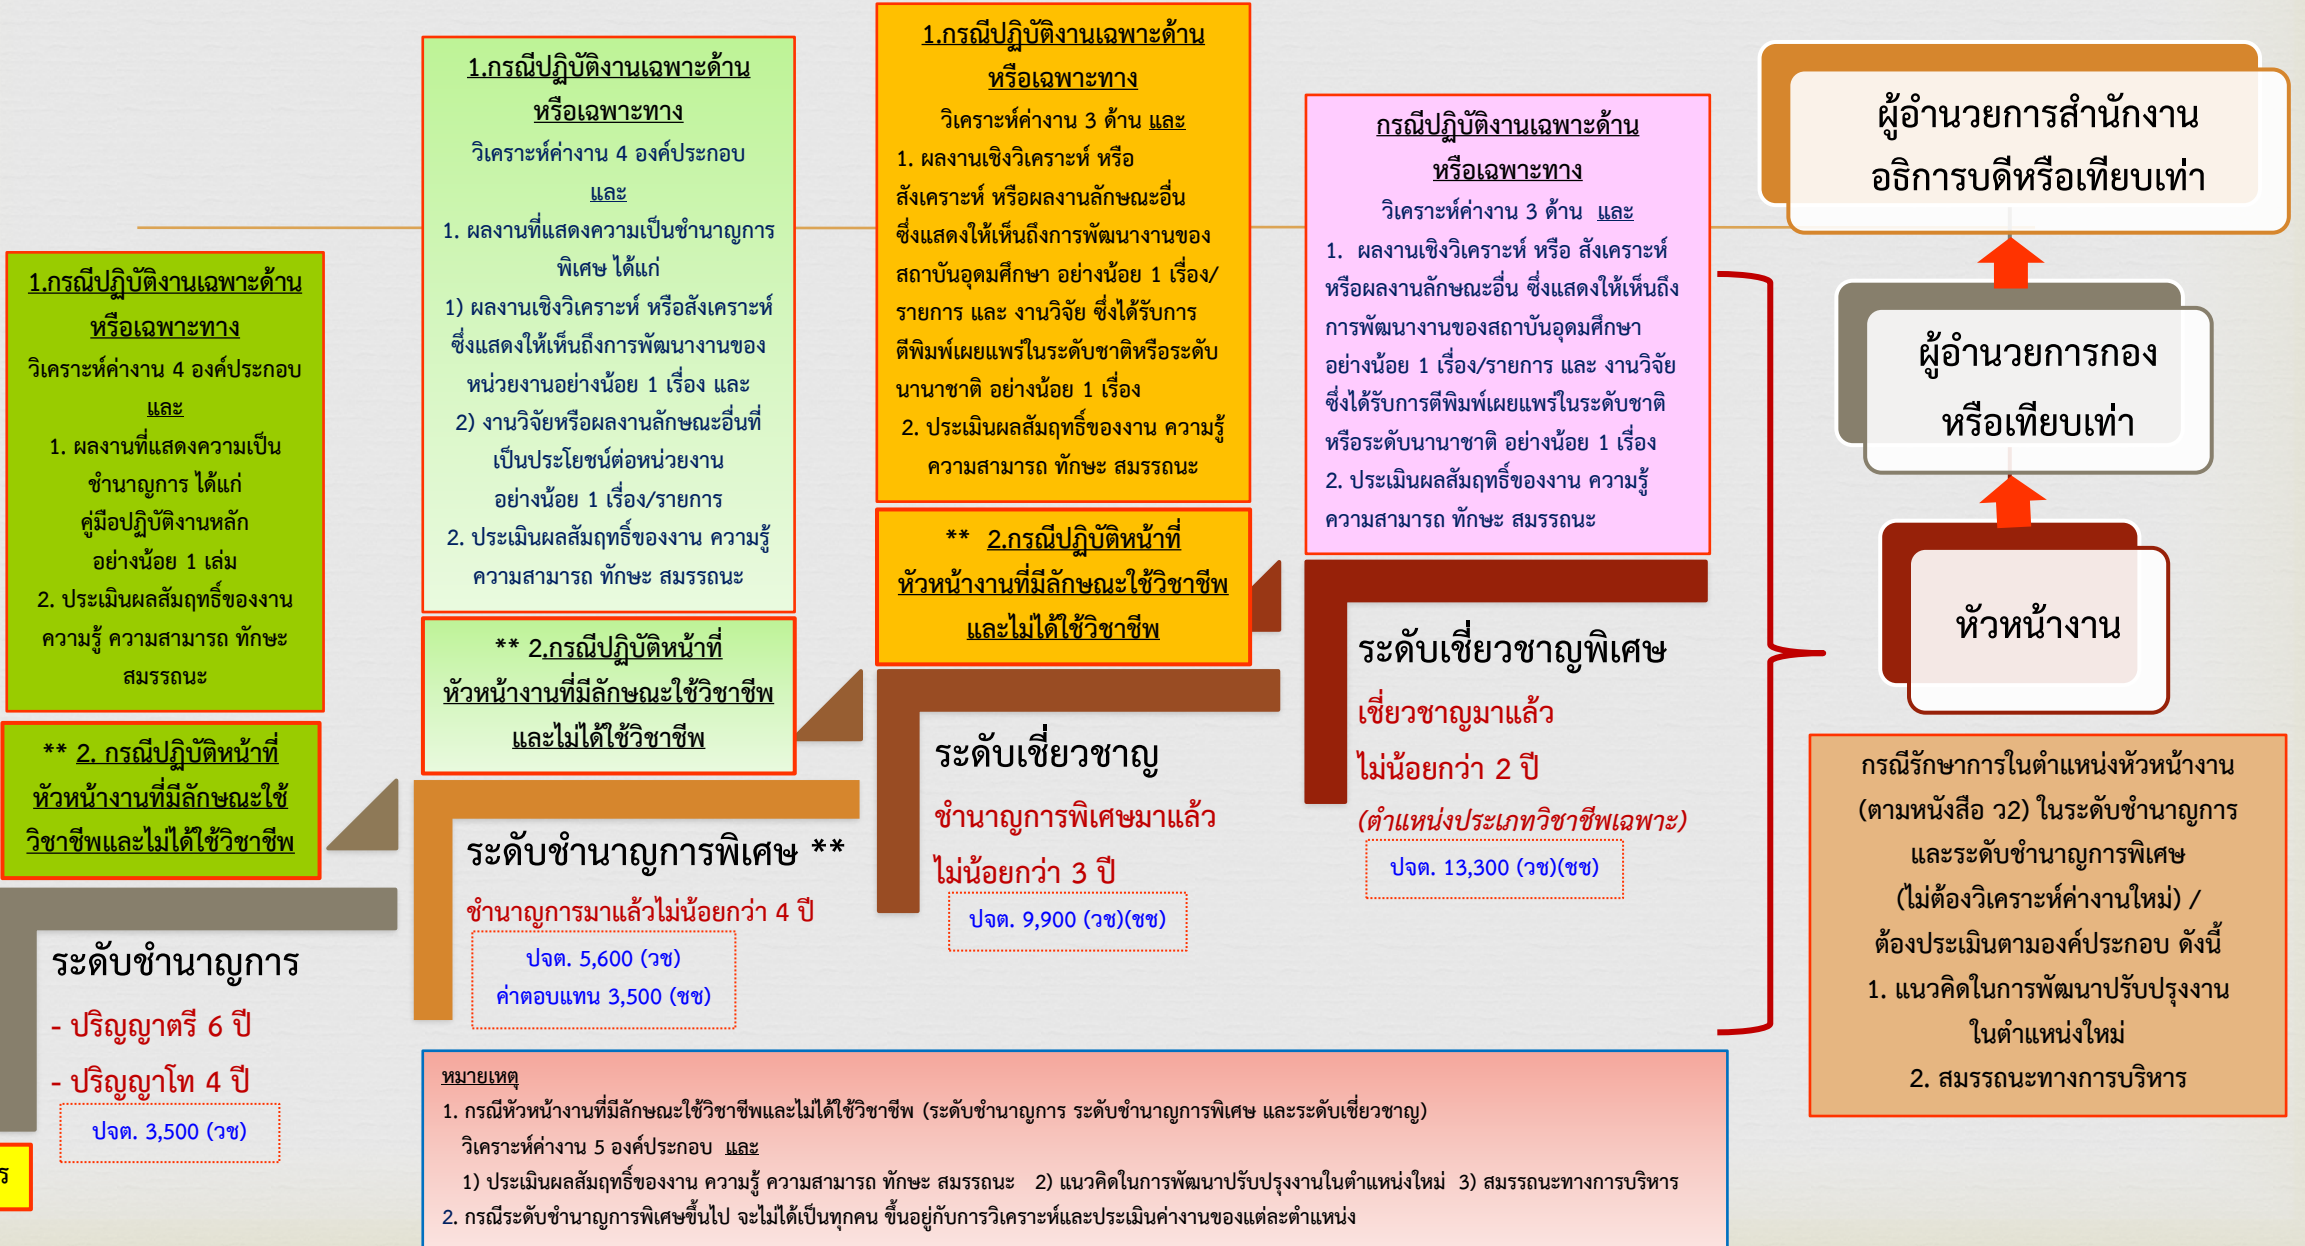 1.กรณีปฏิบัติงานเฉพาะด้าน
หรือเฉพาะทาง
วิเคราะห์ค่างาน 4 องค์ประกอบ
และ
1. ผลงานที่แสดงความเป็น
ชำนาญการ ได้แก่
คู่มือปฏิบัติงานหลัก
อย่างน้อย 1 เล่ม
2. ประเมินผลสัมฤทธิ์ของงาน
ความรู้ ความสามารถ ทักษะ
สมรรถนะ
** 2. กรณีปฏิบัติหน้าที่
หัวหน้างานที่มีลักษณะใช้
วิชาชีพและไม่ได้ใช้วิชาชีพ
ระดับชำนาญการ
- ปริญญาตรี 6 ปี
- ปริญญาโท 4 ปี
ปจต. 3,500 (วช)
ร
1.กรณีปฏิบัติงานเฉพาะด้าน
หรือเฉพาะทาง
วิเคราะห์ค่างาน 4 องค์ประกอบ
และ
1. ผลงานที่แสดงความเป็นชำนาญการ
พิเศษ ได้แก่
1) ผลงานเชิงวิเคราะห์ หรือสังเคราะห์
ซึ่งแสดงให้เห็นถึงการพัฒนางานของ
หน่วยงานอย่างน้อย 1 เรื่อง และ
2) งานวิจัยหรือผลงานลักษณะอื่นที่
เป็นประโยชน์ต่อหน่วยงาน
อย่างน้อย 1 เรื่อง/รายการ
2. ประเมินผลสัมฤทธิ์ของงาน ความรู้
ความสามารถ ทักษะ สมรรถนะ
** 2.กรณีปฏิบัติหน้าที่
หัวหน้างานที่มีลักษณะใช้วิชาชีพ
และไม่ได้ใช้วิชาชีพ
ระดับชำนาญการพิเศษ **
ชำนาญการมาแล้วไม่น้อยกว่า 4 ปี
ปจต. 5,600 (วช)
ค่าตอบแทน 3,500 (ชช)
1.กรณีปฏิบัติงานเฉพาะด้าน
หรือเฉพาะทาง
วิเคราะห์ค่างาน 3 ด้าน และ
1. ผลงานเชิงวิเคราะห์ หรือ
สังเคราะห์ หรือผลงานลักษณะอื่น
ซึ่งแสดงให้เห็นถึงการพัฒนางานของ
สถาบันอุดมศึกษา อย่างน้อย 1 เรื่อง/
รายการ และ งานวิจัย ซึ่งได้รับการ
ตีพิมพ์เผยแพร่ในระดับชาติหรือระดับ
นานาชาติ อย่างน้อย 1 เรื่อง
2. ประเมินผลสัมฤทธิ์ของงาน ความรู้
ความสามารถ ทักษะ สมรรถนะ
** 2.กรณีปฏิบัติหน้าที่
หัวหน้างานที่มีลักษณะใช้วิชาชีพ
และไม่ได้ใช้วิชาชีพ
ระดับเชี่ยวชาญ
ชำนาญการพิเศษมาแล้ว
ไม่น้อยกว่า 3 ปี
ปจต. 9,900 (วช)(ชช)
กรณีปฏิบัติงานเฉพาะด้าน
หรือเฉพาะทาง
วิเคราะห์ค่างาน 3 ด้าน และ
1. ผลงานเชิงวิเคราะห์ หรือ สังเคราะห์
หรือผลงานลักษณะอื่น ซึ่งแสดงให้เห็นถึง
การพัฒนางานของสถาบันอุดมศึกษา
อย่างน้อย 1 เรื่อง/รายการ และ งานวิจัย
ซึ่งได้รับการตีพิมพ์เผยแพร่ในระดับชาติ
หรือระดับนานาชาติ อย่างน้อย 1 เรื่อง
2. ประเมินผลสัมฤทธิ์ของงาน ความรู้
ความสามารถ ทักษะ สมรรถนะ
ระดับเชี่ยวชาญพิเศษ
เชี่ยวชาญมาแล้ว
ไม่น้อยกว่า 2 ปี
(ตำแหน่งประเภทวิชาชีพเฉพาะ)
ปจต. 13,300 (วช)(ชช)
ผู้อำนวยการสำนักงาน
อธิการบดีหรือเทียบเท่า
ผู้อำนวยการกอง
หรือเทียบเท่า
หัวหน้างาน
กรณีรักษาการในตำแหน่งหัวหน้างาน
(ตามหนังสือ ว2) ในระดับชำนาญการ
และระดับชำนาญการพิเศษ
(ไม่ต้องวิเคราะห์ค่างานใหม่) /
ต้องประเมินตามองค์ประกอบ ดังนี้
1. แนวคิดในการพัฒนาปรับปรุงงาน
ในตำแหน่งใหม่
2. สมรรถนะทางการบริหาร
หมายเหตุ
1. กรณีหัวหน้างานที่มีลักษณะใช้วิชาชีพและไม่ได้ใช้วิชาชีพ (ระดับชำนาญการ ระดับชำนาญการพิเศษ และระดับเชี่ยวชาญ)
วิเคราะห์ค่างาน 5 องค์ประกอบ และ
1) ประเมินผลสัมฤทธิ์ของงาน ความรู้ ความสามารถ ทักษะ สมรรถนะ 2) แนวคิดในการพัฒนาปรับปรุงงานในตำแหน่งใหม่ 3) สมรรถนะทางการบริหาร
2. กรณีระดับชำนาญการพิเศษขึ้นไป จะไม่ได้เป็นทุกคน ขึ้นอยู่กับการวิเคราะห์และประเมินค่างานของแต่ละตำแหน่ง